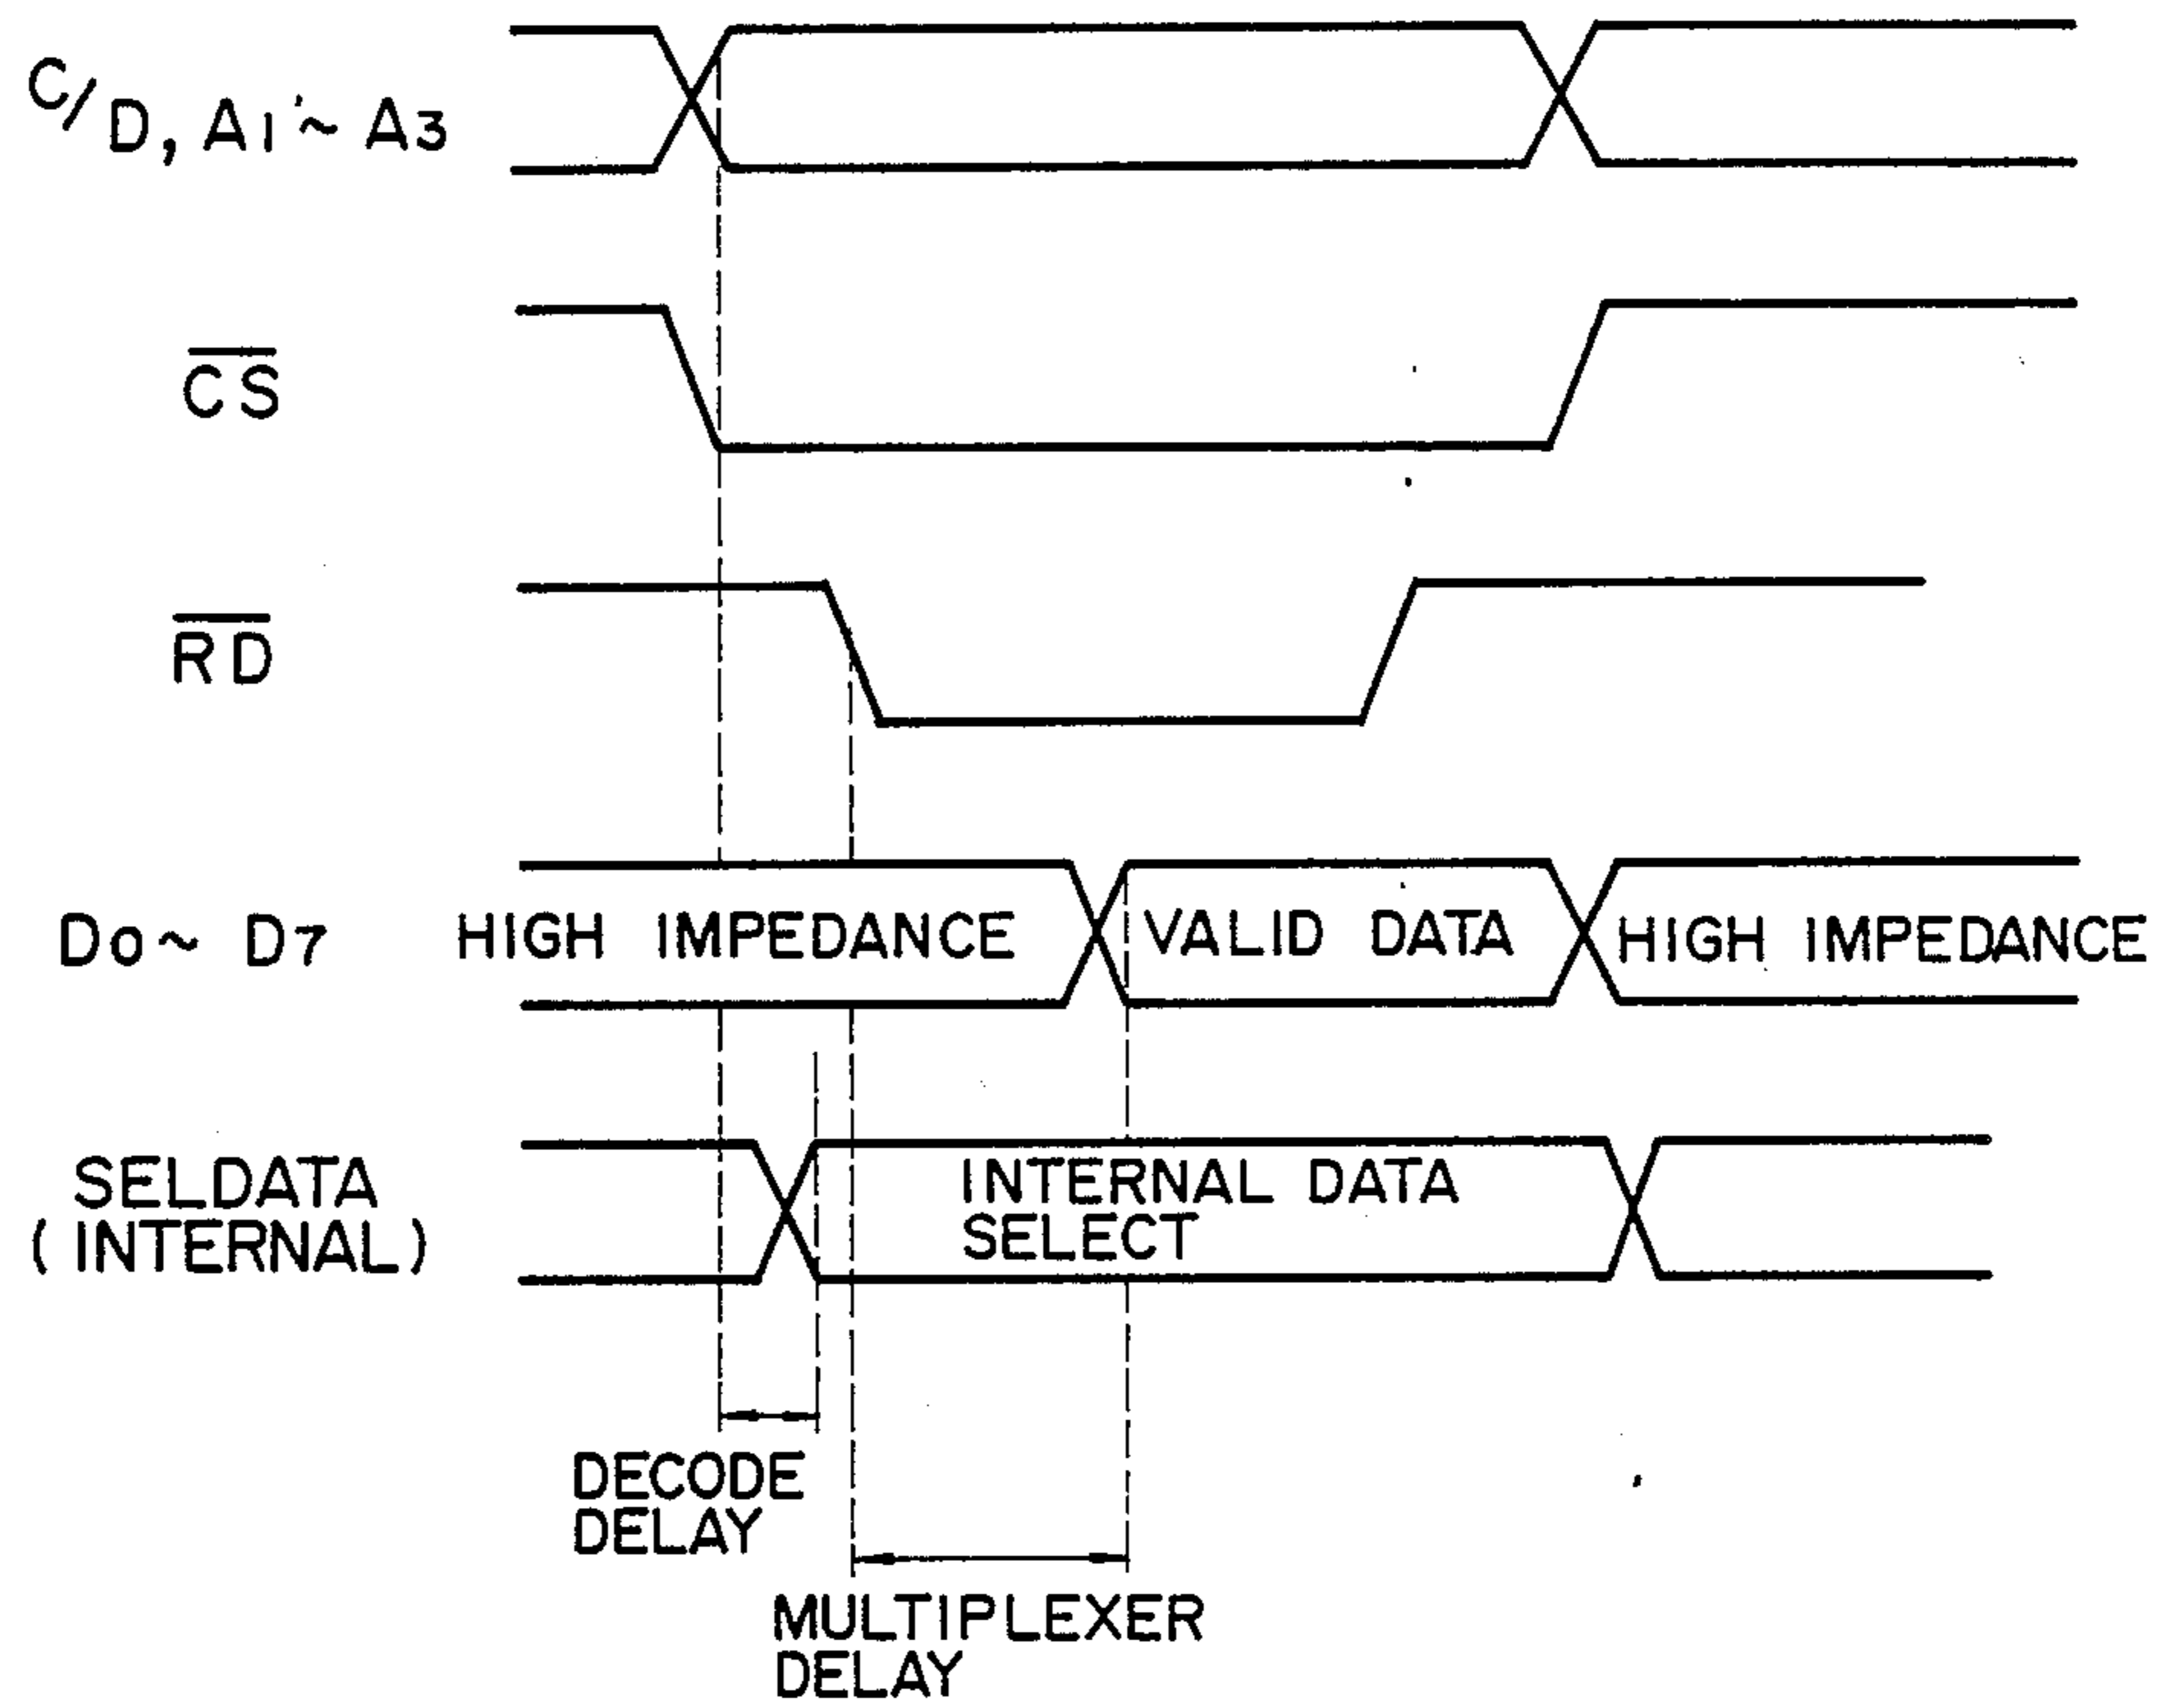 C/D, A1 ~ A3
CS
RD
D0 ~ D7
HIGH IMPEDANCE
VALID DATA
HIGH IMPEDANCE
SELDATA
(INTERNAL)
INTERNAL DATA
SELECT
DECODE
DELAY
MULTIPLEXER
DELAY